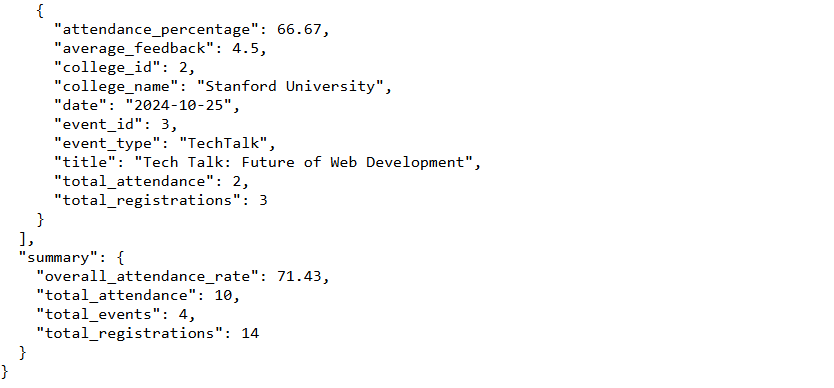 {
      "attendance_percentage": 66.67,
      "average_feedback": 4.5,
      "college_id": 2,
      "college_name": "Stanford University",
      "date": "2024-10-25",
      "event_id": 3,
      "event_type": "TechTalk",
      "title": "Tech Talk: Future of Web Development",
      "total_attendance": 2,
      "total_registrations": 3
    }
  ],
  "summary": {
    "overall_attendance_rate": 71.43,
    "total_attendance": 10,
    "total_events": 4,
    "total_registrations": 14
  }
}